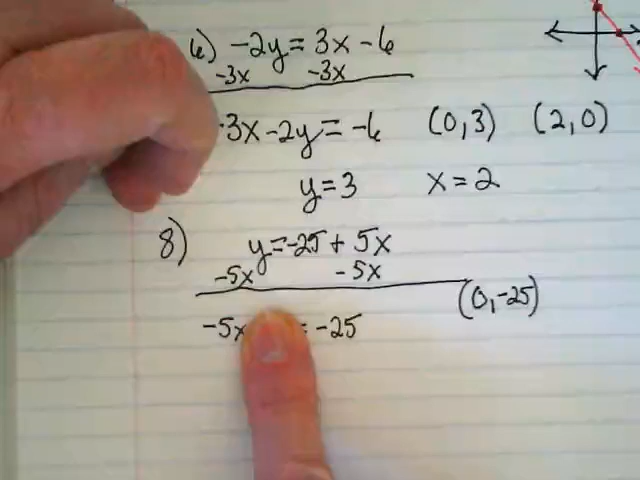 6) -2y = 3x - 6
-3x -3x
-3x - 2y = -6 (0,3) (2,0)
y = 3 x = 2
8) y = -25 + 5x
-5x - 5x
(0,-25)
-5x = -25